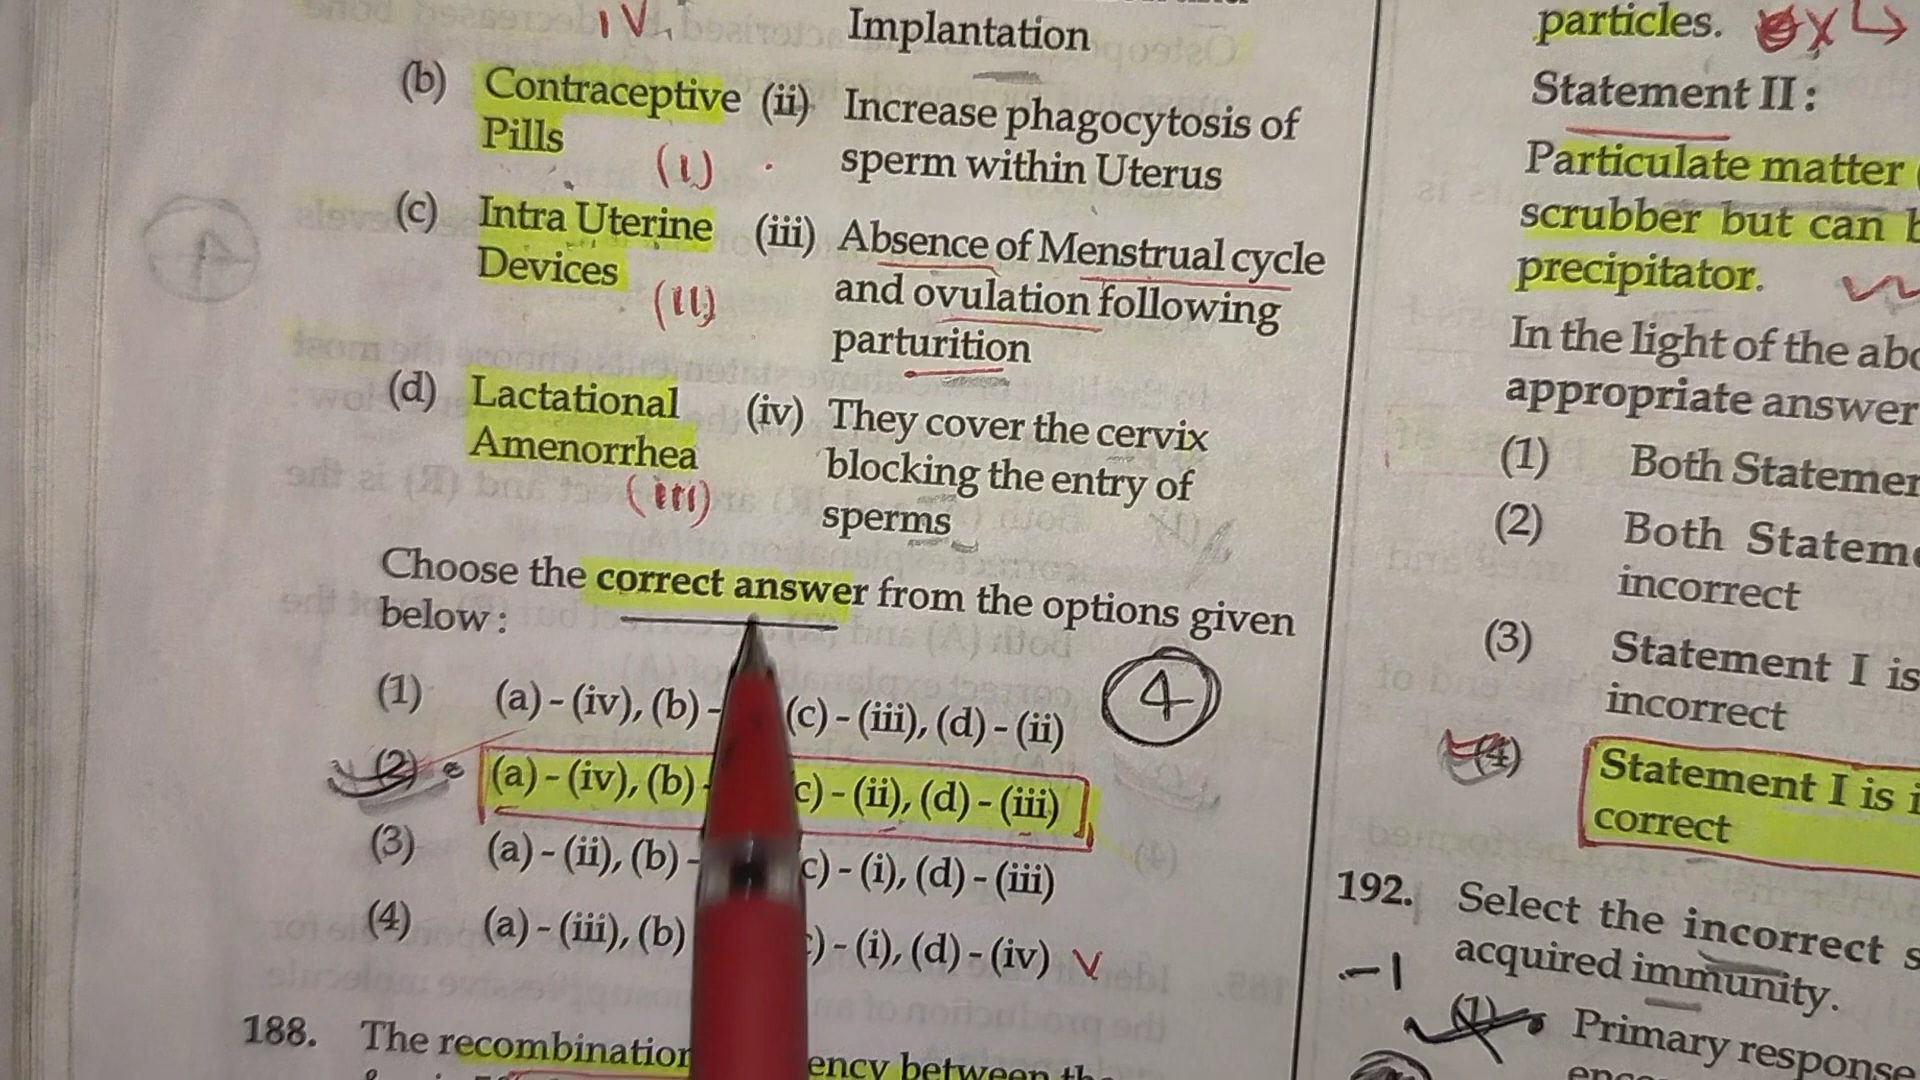 iv
Implantation
(b) Contraceptive (ii) Increase phagocytosis of
Pills (i) sperm within Uterus
(c) Intra Uterine (iii) Absence of Menstrual cycle
Devices (ii) and ovulation following
parturition
(d) Lactational (iv) They cover the cervix
Amenorrhea blocking the entry of
(iii) sperms
Choose the correct answer from the options given
below :
4
(1) (a) - (iv), (b) - (c) - (iii), (d) - (ii)
(2) (a) - (iv), (b) - c) - (ii), (d) - (iii)
(3) (a) - (ii), (b) - c) - (i), (d) - (iii)
(4) (a) - (iii), (b) ) - (i), (d) - (iv)
188. The recombination ency between
particles.
Statement II :
Particulate matter
scrubber but can
precipitator.
In the light of the
appropriate answer
(1) Both
(2) Both
incorrect
(3) Statement I is
incorrect
(4) Statement I is
correct
192. Select the incorrect
-1 acquired immunity.
(1) Primary response